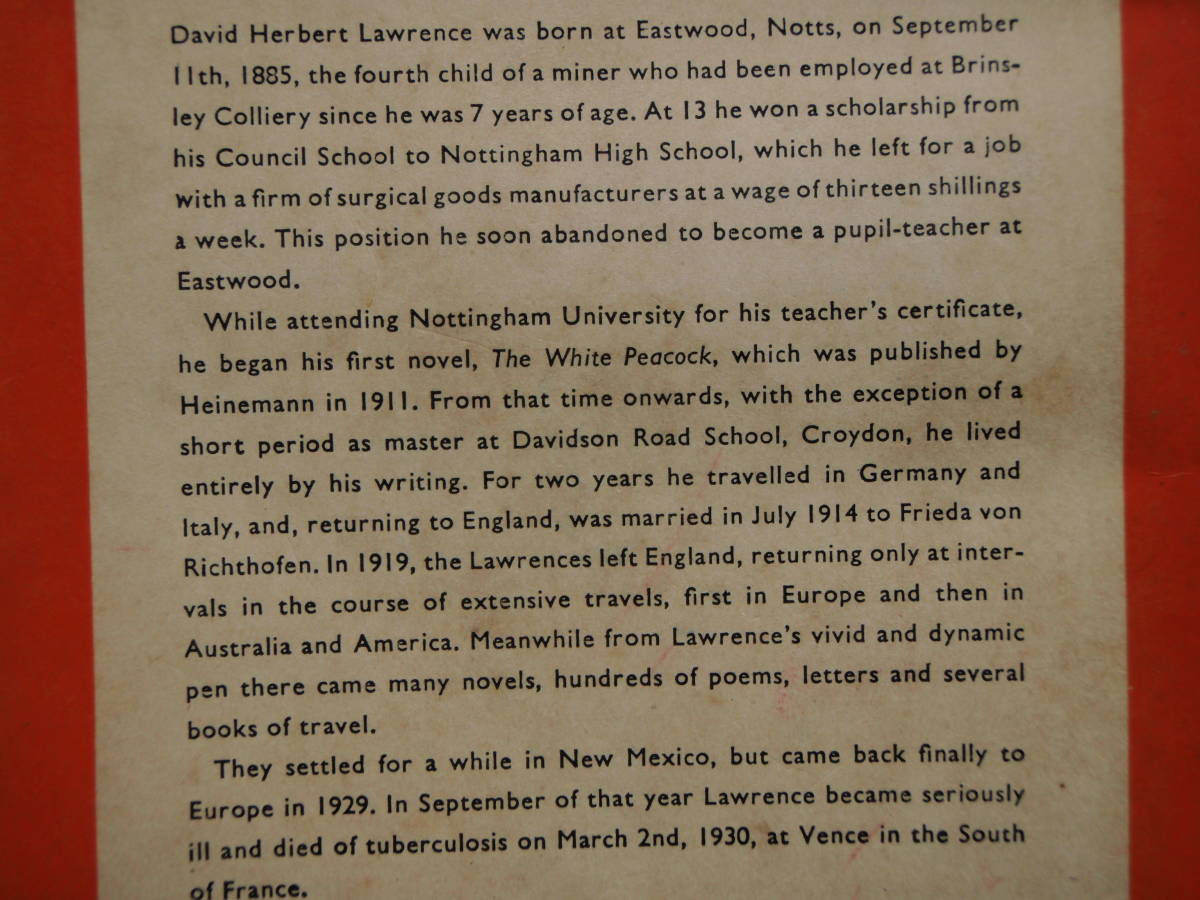 David Herbert Lawrence was born at Eastwood, Notts, on September
11th, 1885, the fourth child of a miner who had been employed at Brins-
ley Colliery since he was 7 years of age. At 13 he won a scholarship from
his Council School to Nottingham High School, which he left for a job
with a firm of surgical goods manufacturers at a wage of thirteen shillings
a week. This position he soon abandoned to become a pupil-teacher at
Eastwood.
While attending Nottingham University for his teacher's certificate,
he began his first novel, The White Peacock, which was published by
Heinemann in 1911. From that time onwards, with the exception of a
short period as master at Davidson Road School, Croydon, he lived
entirely by his writing. For two years he travelled in Germany and
Italy, and, returning to England, was married in July 1914 to Frieda von
Richthofen. In 1919, the Lawrences left England, returning only at inter-
vals in the course of extensive travels, first in Europe and then in
Australia and America. Meanwhile from Lawrence's vivid and dynamic
pen there came many novels, hundreds of poems, letters and several
books of travel.
They settled for a while in New Mexico, but came back finally to
Europe in 1929. In September of that year Lawrence became seriously
ill and died of tuberculosis on March 2nd, 1930, at Vence in the South
of France.